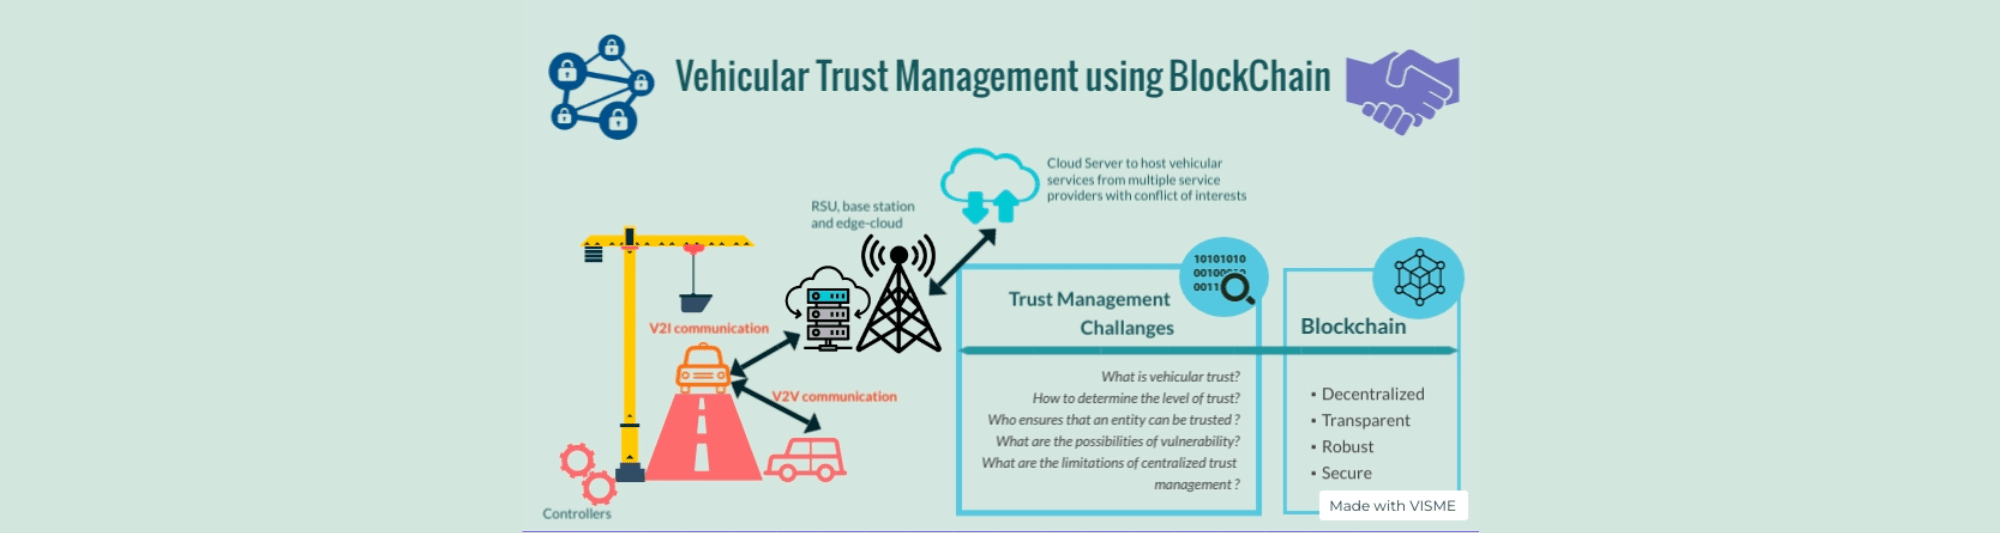 Vehicular Trust Management using BlockChain
Cloud Server to host vehicular
services from multiple service
providers with conflict of interests
RSU, base station
and edge-cloud
V2I communication
V2V communication
Controllers
10101010
00100010
0011
Trust Management
Challanges
What is vehicular trust?
How to determine the level of trust?
Who ensures that an entity can be trusted ?
What are the possibilities of vulnerability?
What are the limitations of centralized trust
management ?
Blockchain
▪ Decentralized
▪ Transparent
▪ Robust
▪ Secure
Made with VISME